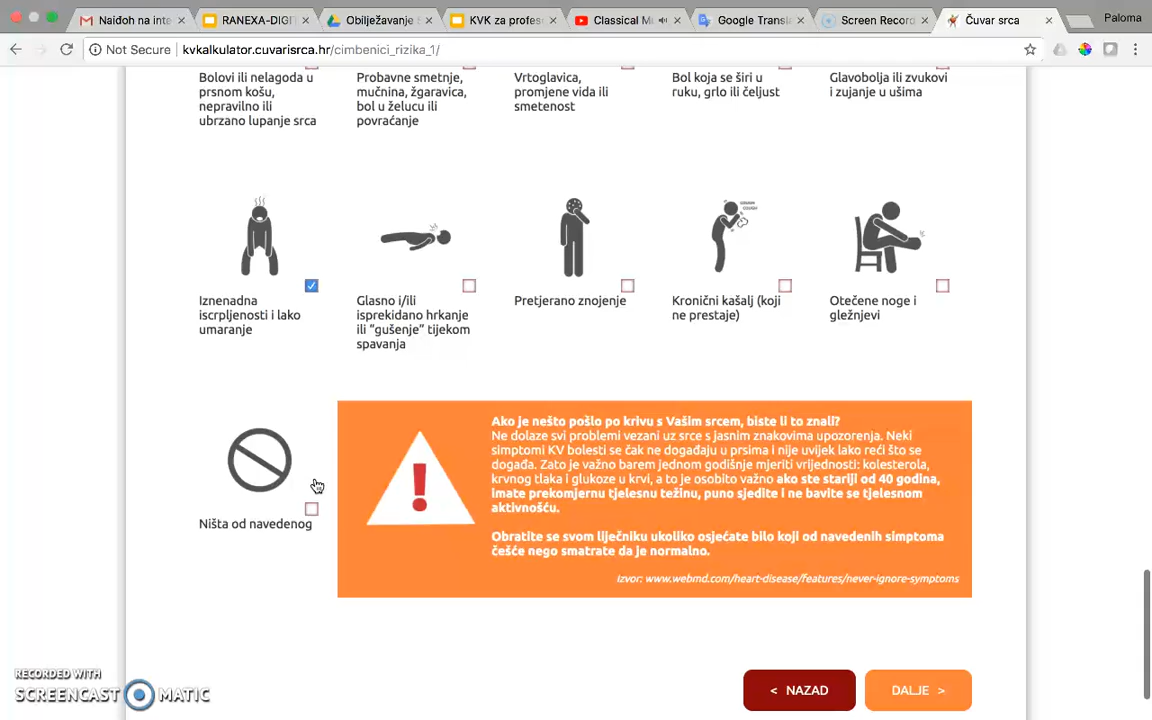 Naiđoh na inte
RANEXA-DIGIT
Obilježavanje
KVK za profes
Classical Mu
Google Transla
Screen Record
Čuvar srca
Paloma
Not Secure | kvkalkulator.cuvarisrca.hr/cimbenici_rizika_1/
Bolovi ili nelagoda u
prsnom košu,
nepravilno ili
ubrzano lupanje srca
Probavne smetnje,
mučnina, žgaravica,
bol u želucu ili
povraćanje
Vrtoglavica,
promjene vida ili
smetenost
Bol koja se širi u
ruku, grlo ili čeljust
Glavobolja ili zvukovi
i zujanje u ušima
Iznenadna
iscrpljenosti i lako
umaranje
Glasno i/ili
isprekidano hrkanje
ili "gušenje" tijekom
spavanja
Pretjerano znojenje
Kronični kašalj (koji
ne prestaje)
Otečene noge i
gležnjevi
Ništa od navedenog
Ako je nešto pošlo po krivu s Vašim srcem, biste li to znali?
Ne dolaze svi problemi vezani uz srce s jasnim znakovima upozorenja. Neki
simptomi KV bolesti se čak ne događaju u prsima i nije uvijek lako reći što se
događa. Zato je važno barem jednom godišnje mjeriti vrijednosti: kolesterola,
krvnog tlaka i glukoze u krvi, a to je osobito važno ako ste stariji od 40 godina,
imate prekomjernu tjelesnu težinu, puno sjedite i ne bavite se tjelesnom
aktivnošću.
Obratite se svom liječniku ukoliko osjećate bilo koji od navedenih simptoma
češće nego smatrate da je normalno.
Izvor: www.webmd.com/heart-disease/features/never-ignore-symptoms
< NAZAD
DALJE >
RECORDED WITH
SCREENCAST MATIC